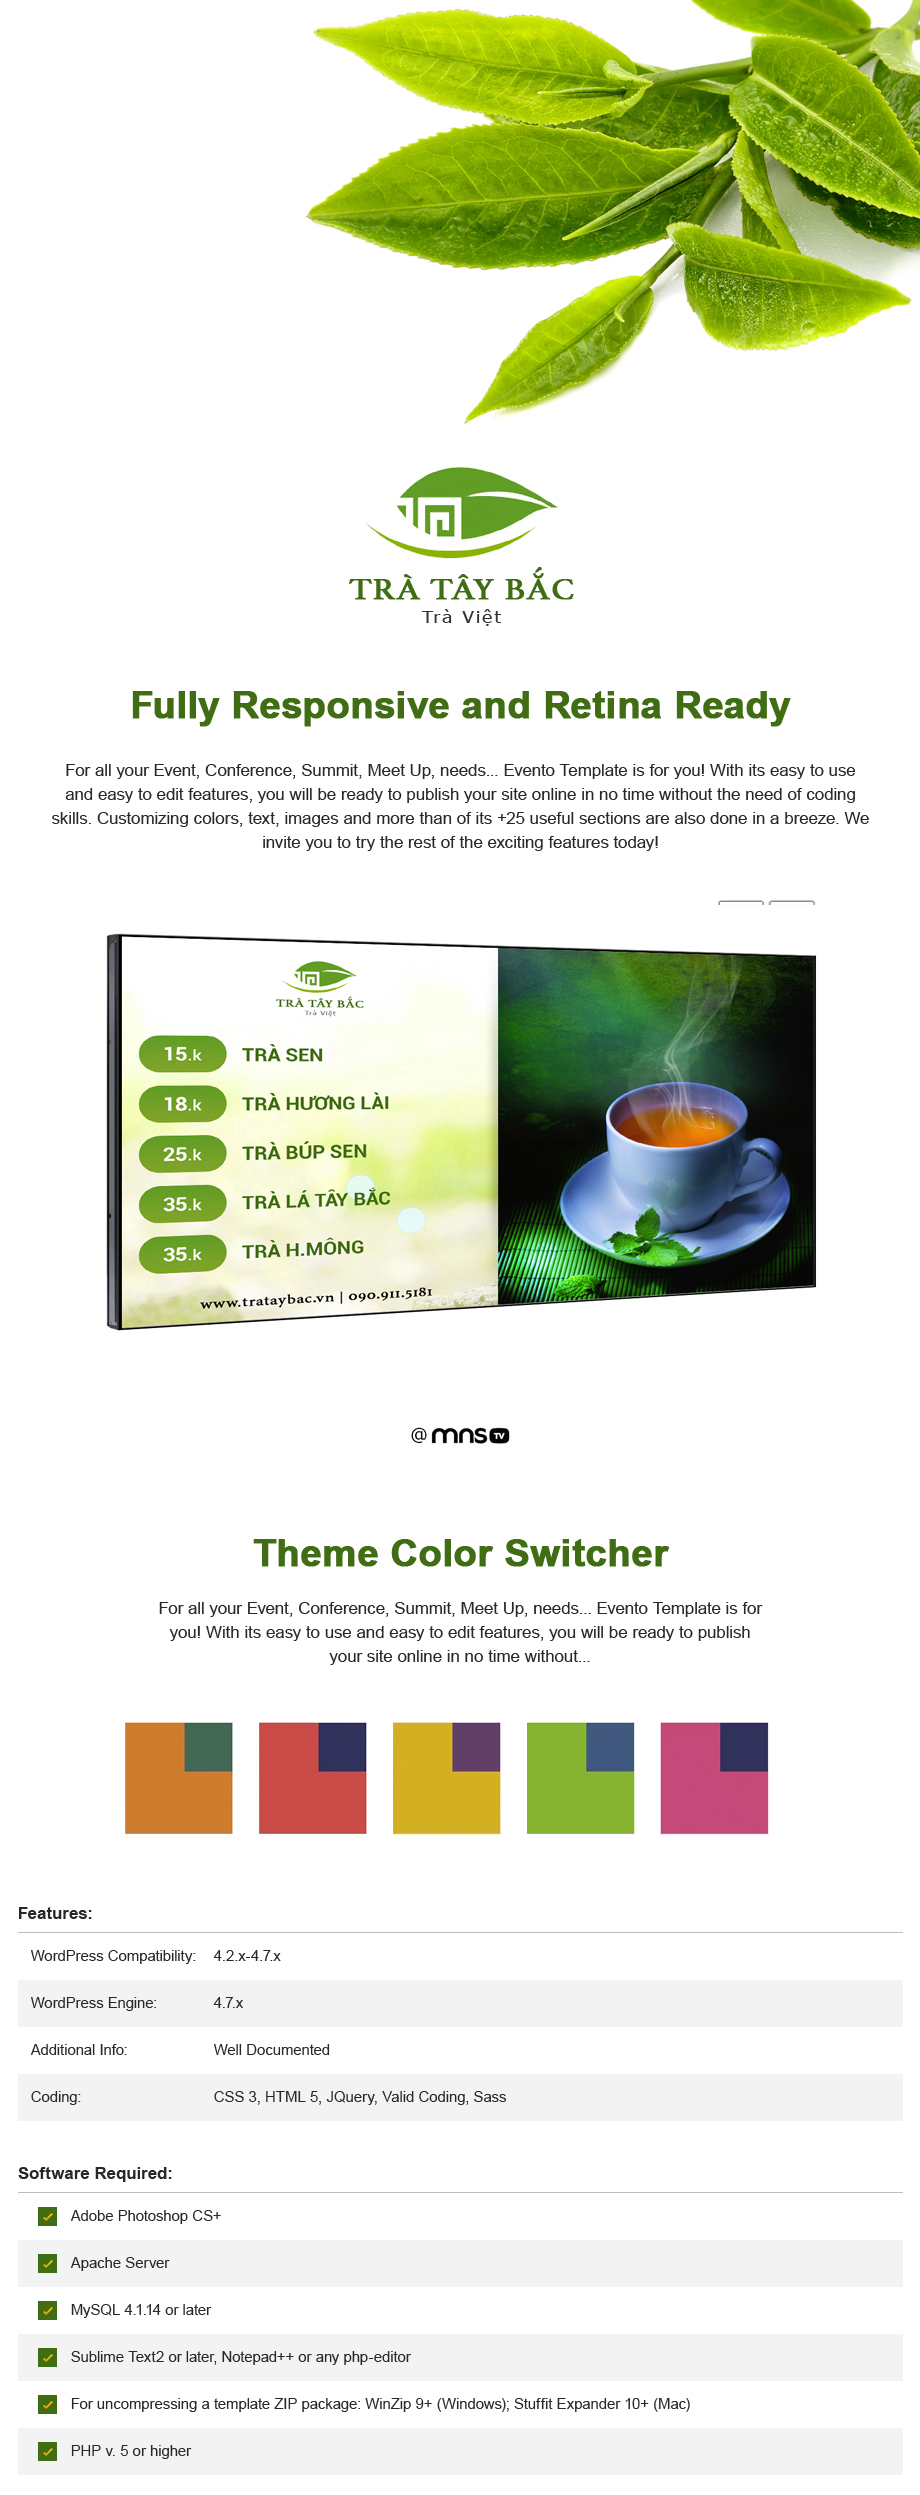 TRÀ TÂY BẮC
Trà Việt
Fully Responsive and Retina Ready
For all your Event, Conference, Summit, Meet Up, needs... Evento Template is for you! With its easy to use
and easy to edit features, you will be ready to publish your site online in no time without the need of coding
skills. Customizing colors, text, images and more than of its +25 useful sections are also done in a breeze. We
invite you to try the rest of the exciting features today!
TRÀ TÂY BẮC
Trà Việt
15.k TRÀ SEN
18.k TRÀ HƯƠNG LÀI
25.k TRÀ BÚP SEN
35.k TRÀ LÁ TÂY BẮC
35.k TRÀ H.MÔNG
www.trataybac.vn | 090.911.5181
@ mns TV
Theme Color Switcher
For all your Event, Conference, Summit, Meet Up, needs... Evento Template is for
you! With its easy to use and easy to edit features, you will be ready to publish
your site online in no time without...
Features:
WordPress Compatibility: 4.2.x-4.7.x
WordPress Engine: 4.7.x
Additional Info: Well Documented
Coding: CSS 3, HTML 5, JQuery, Valid Coding, Sass
Software Required:
Adobe Photoshop CS+
Apache Server
MySQL 4.1.14 or later
Sublime Text2 or later, Notepad++ or any php-editor
For uncompressing a template ZIP package: WinZip 9+ (Windows); Stuffit Expander 10+ (Mac)
PHP v. 5 or higher